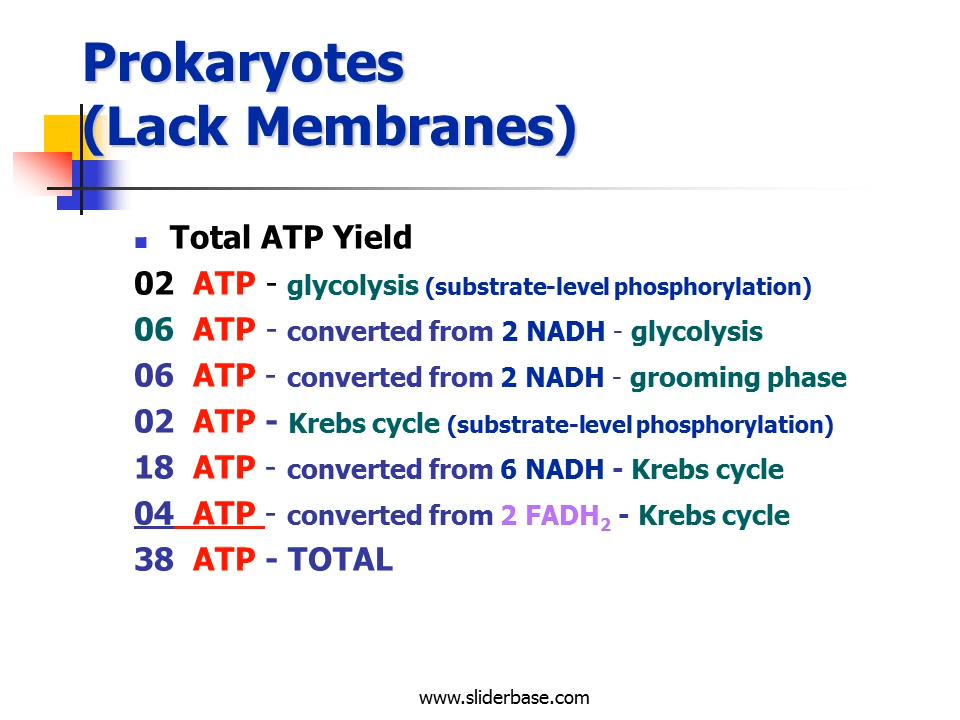 Prokaryotes
(Lack Membranes)
Total ATP Yield
02 ATP - glycolysis (substrate-level phosphorylation)
06 ATP - converted from 2 NADH - glycolysis
06 ATP - converted from 2 NADH - grooming phase
02 ATP - Krebs cycle (substrate-level phosphorylation)
18 ATP - converted from 6 NADH - Krebs cycle
04 ATP - converted from 2 FADH₂ - Krebs cycle
38 ATP - TOTAL
www.sliderbase.com